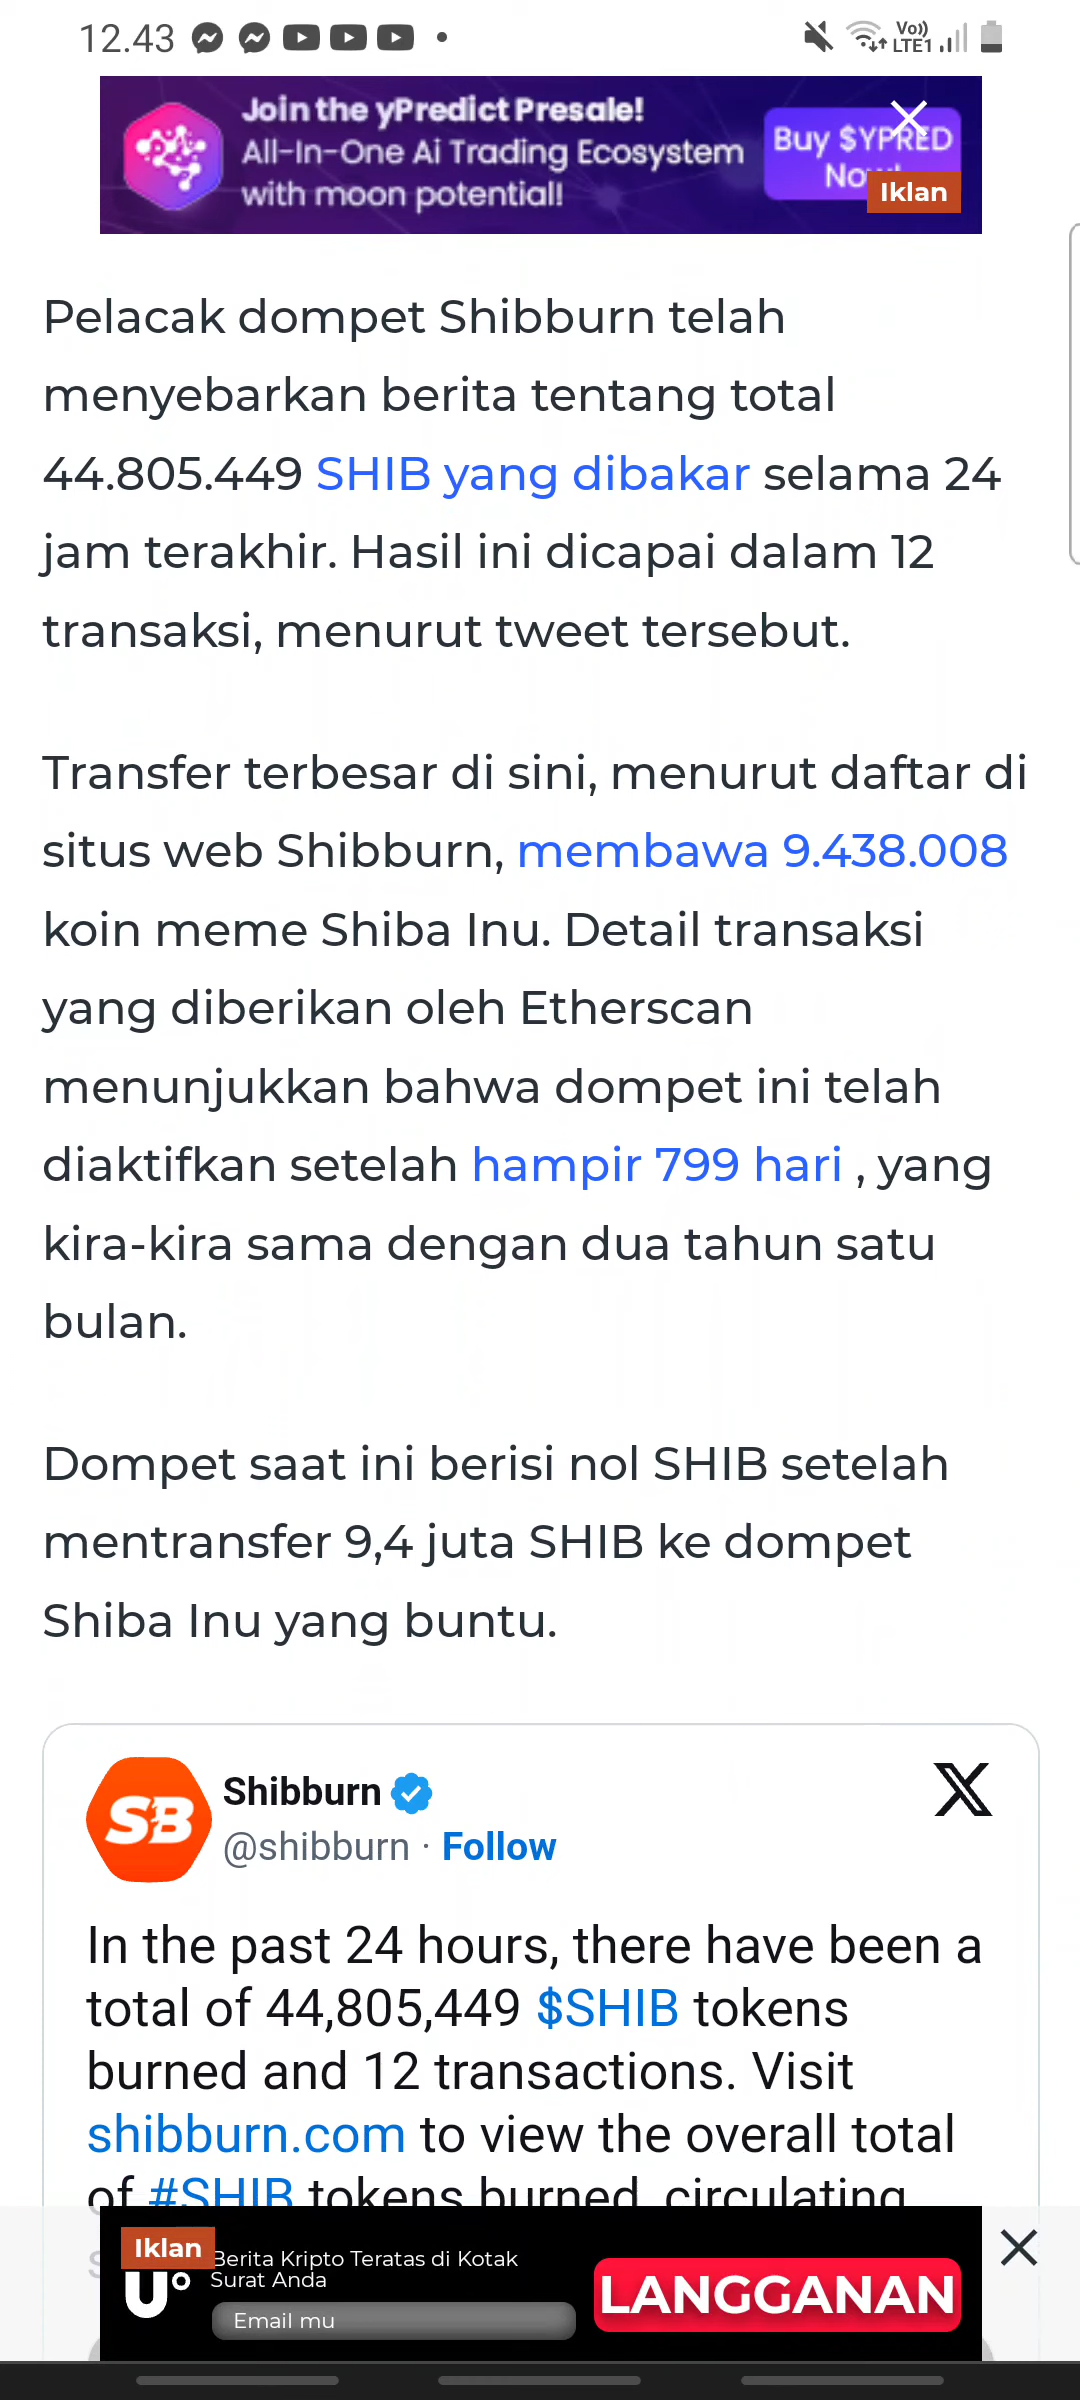 12.43
Vo))
LTE1
Join the yPredict Presale!
All-In-One Ai Trading Ecosystem
with moon potential!
Buy $YPRED
Iklan
Pelacak dompet Shibburn telah
menyebarkan berita tentang total
44.805.449 SHIB yang dibakar selama 24
jam terakhir. Hasil ini dicapai dalam 12
transaksi, menurut tweet tersebut.
Transfer terbesar di sini, menurut daftar di
situs web Shibburn, membawa 9.438.008
koin meme Shiba Inu. Detail transaksi
yang diberikan oleh Etherscan
menunjukkan bahwa dompet ini telah
diaktifkan setelah hampir 799 hari , yang
kira-kira sama dengan dua tahun satu
bulan.
Dompet saat ini berisi nol SHIB setelah
mentransfer 9,4 juta SHIB ke dompet
Shiba Inu yang buntu.
SB
Shibburn
@shibburn · Follow
In the past 24 hours, there have been a
total of 44,805,449 $SHIB tokens
burned and 12 transactions. Visit
shibburn.com to view the overall total
of #SHIB tokens burned, circulating
Iklan
Berita Kripto Teratas di Kotak
Surat Anda
Email mu
LANGGANAN